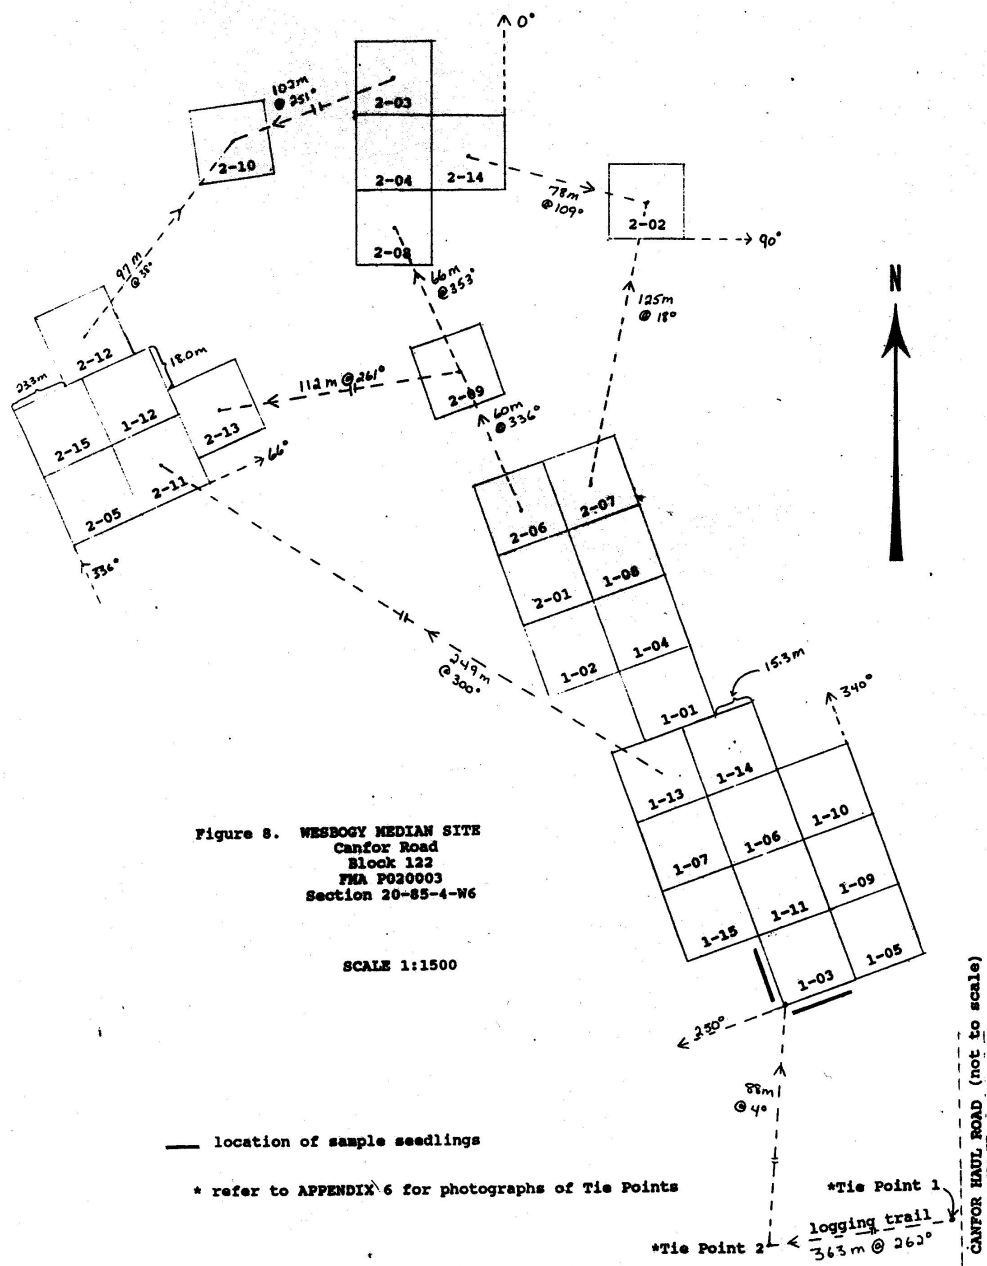 0°
102m
@ 251°
2-03
2-10
2-04
2-14
78m
@ 109°
2-02
90°
2-08
66m
@ 353°
97m
@ 38°
125m
@ 18°
N
2-12
23.3m
18.0m
112m @ 261°
2-09
1-12
2-15
2-13
60m
@ 336°
66°
2-11
2-05
336°
2-07
2-06
1-08
2-01
1-04
1-02
249m
@ 300°
15.3m
340°
1-01
1-14
1-13
1-10
1-06
1-07
1-09
1-11
1-15
1-05
1-03
250°
88m
@ 4°
Figure 8. WESBOGY MEDIAN SITE
Canfor Road
Block 122
FMA P020003
Section 20-85-4-W6
SCALE 1:1500
location of sample seedlings
* refer to APPENDIX 6 for photographs of Tie Points
*Tie Point 1
logging trail
363m @ 262°
*Tie Point 2
CANFOR HAUL ROAD (not to scale)